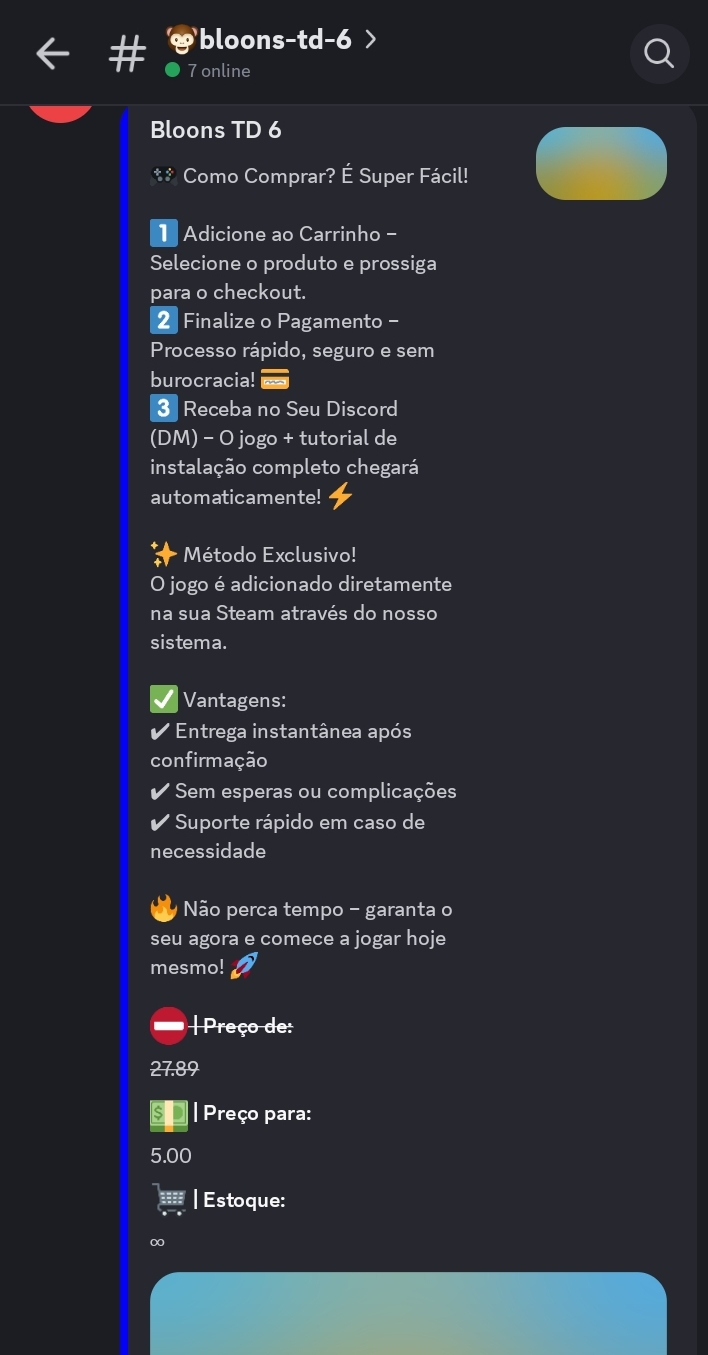 🐵bloons-td-6
7 online
Bloons TD 6
🎮 Como Comprar? É Super Fácil!
1️⃣ Adicione ao Carrinho –
Selecione o produto e prossiga
para o checkout.
2️⃣ Finalize o Pagamento –
Processo rápido, seguro e sem
burocracia! 💳
3️⃣ Receba no Seu Discord
(DM) – O jogo + tutorial de
instalação completo chegará
automaticamente! ⚡
✨ Método Exclusivo!
O jogo é adicionado diretamente
na sua Steam através do nosso
sistema.
✅ Vantagens:
✔ Entrega instantânea após
confirmação
✔ Sem esperas ou complicações
✔ Suporte rápido em caso de
necessidade
🔥 Não perca tempo – garanta o
seu agora e comece a jogar hoje
mesmo! 🚀
⛔ | Preço de:
27.89
💵 | Preço para:
5.00
🛒 | Estoque:
∞